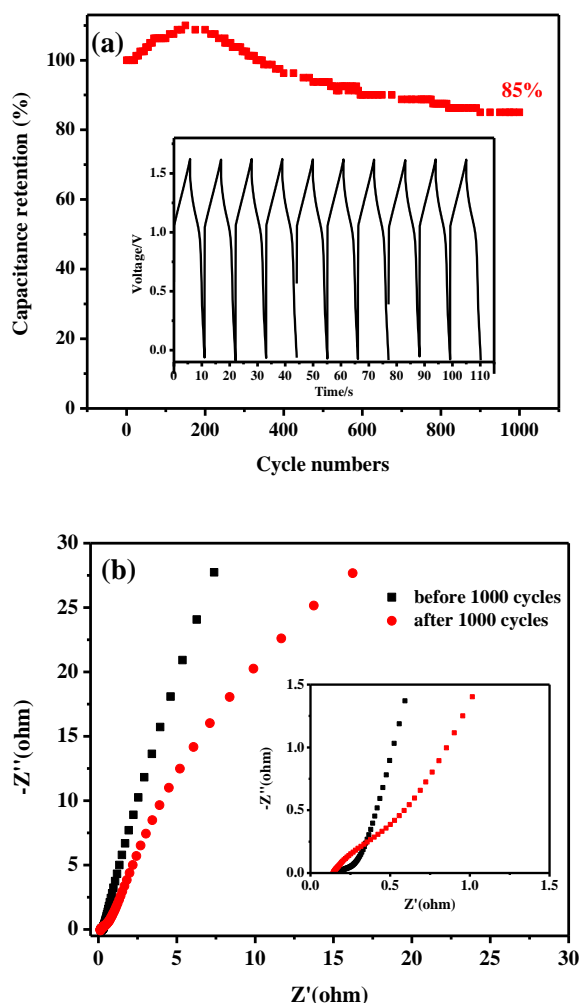 (a)
100
80
60
40
20
0
Capacitance retention (%)
85%
1.5
1.0
0.5
0.0
Voltage/V
0 10 20 30 40 50 60 70 80 90 100 110
Time/s
0 200 400 600 800 1000
Cycle numbers
(b)
30
25
20
15
10
5
0
-Z''(ohm)
before 1000 cycles
after 1000 cycles
1.5
1.0
0.5
0.0
-Z''(ohm)
0.0 0.5 1.0 1.5
Z'(ohm)
0 5 10 15 20 25 30
Z'(ohm)